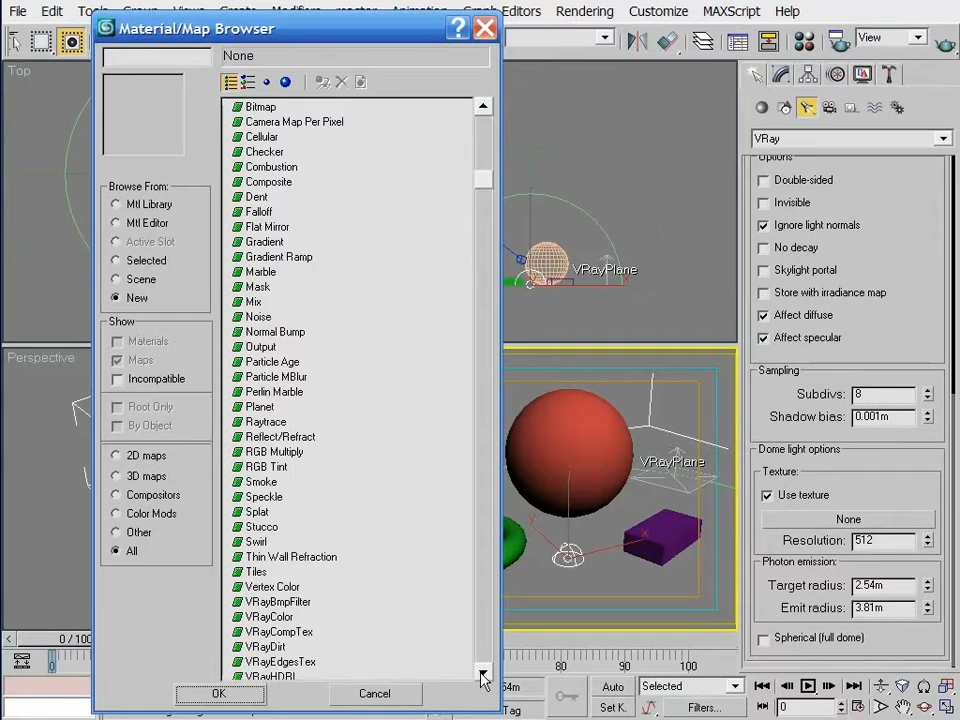 File
Edit
Tools
Group
Views
Create
Modifiers
reactor
Animation
Graph Editors
Rendering
Customize
MAXScript
Help
Material/Map Browser
None
View
Top
VRay
Bitmap
Camera Map Per Pixel
Cellular
Checker
Combustion
Composite
Dent
Falloff
Flat Mirror
Gradient
Gradient Ramp
Marble
Mask
Mix
Noise
Normal Bump
Output
Particle Age
Particle MBlur
Perlin Marble
Planet
Raytrace
Reflect/Refract
RGB Multiply
RGB Tint
Smoke
Speckle
Splat
Stucco
Swirl
Thin Wall Refraction
Tiles
Vertex Color
VRayBmpFilter
VRayColor
VRayCompTex
VRayDirt
VRayEdgesTex
VRayHDRI
Browse From:
Mtl Library
Mtl Editor
Active Slot
Selected
Scene
New
Show
Materials
Maps
Incompatible
Root Only
By Object
2D maps
3D maps
Compositors
Color Mods
Other
All
OK
Cancel
VRayPlane
Perspective
VRayPlane
Options
Double-sided
Invisible
Ignore light normals
No decay
Skylight portal
Store with irradiance map
Affect diffuse
Affect specular
Sampling
Subdivs: 8
Shadow bias: 0.001m
Dome light options
Texture:
Use texture
None
Resolution: 512
Photon emission:
Target radius: 2.54m
Emit radius: 3.81m
Spherical (full dome)
0 / 100
0
80
90
100
54m
Auto
Selected
Tag
Set K.
Filters...
0